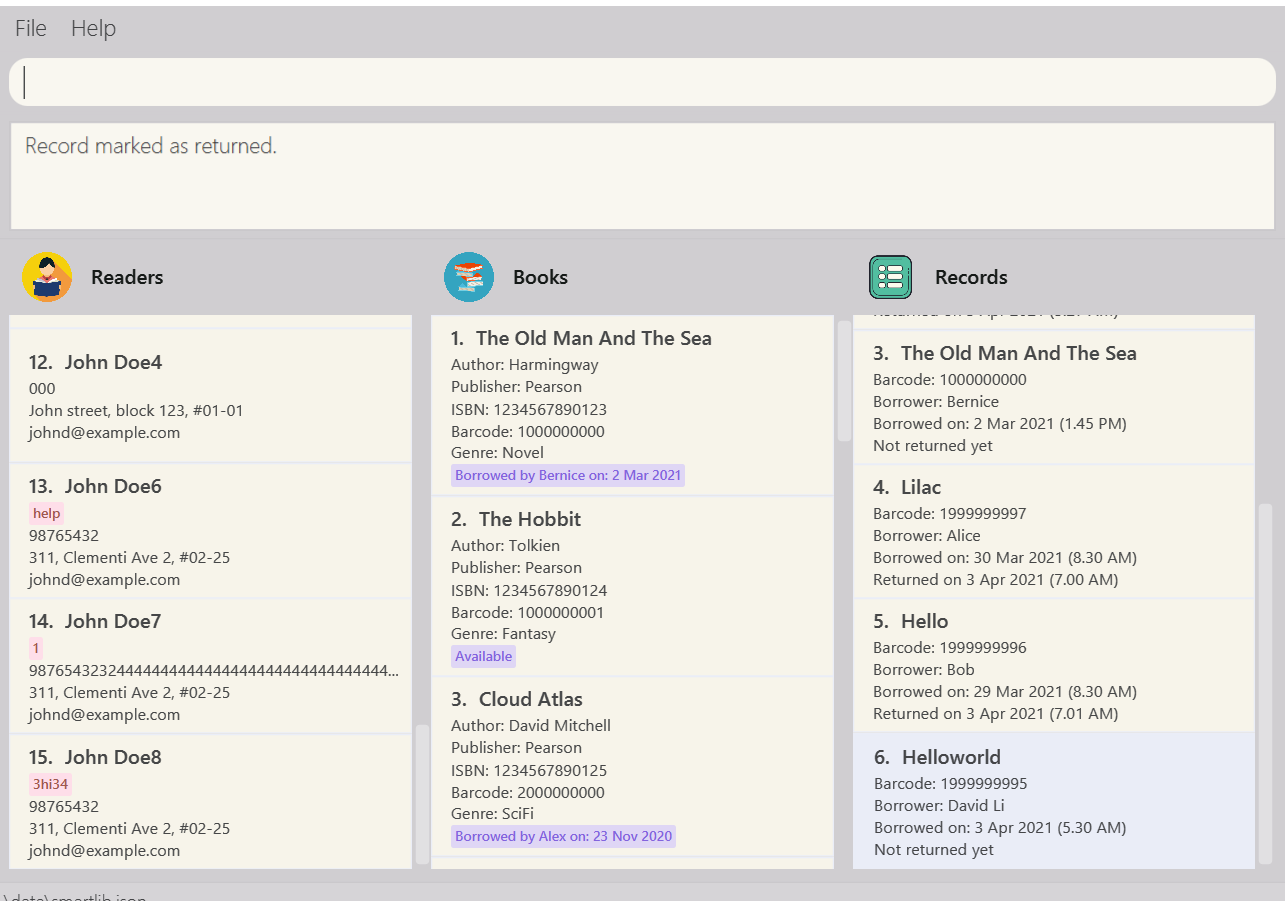 File Help
Record marked as returned.
Readers
12. John Doe4
000
John street, block 123, #01-01
johnd@example.com
13. John Doe6
help
98765432
311, Clementi Ave 2, #02-25
johnd@example.com
14. John Doe7
1
9876543232444444444444444444444444444444...
311, Clementi Ave 2, #02-25
johnd@example.com
15. John Doe8
3hi34
98765432
311, Clementi Ave 2, #02-25
johnd@example.com
Books
1. The Old Man And The Sea
Author: Harmingway
Publisher: Pearson
ISBN: 1234567890123
Barcode: 1000000000
Genre: Novel
Borrowed by Bernice on: 2 Mar 2021
2. The Hobbit
Author: Tolkien
Publisher: Pearson
ISBN: 1234567890124
Barcode: 1000000001
Genre: Fantasy
Available
3. Cloud Atlas
Author: David Mitchell
Publisher: Pearson
ISBN: 1234567890125
Barcode: 2000000000
Genre: SciFi
Borrowed by Alex on: 23 Nov 2020
Records
3. The Old Man And The Sea
Barcode: 1000000000
Borrower: Bernice
Borrowed on: 2 Mar 2021 (1.45 PM)
Not returned yet
4. Lilac
Barcode: 1999999997
Borrower: Alice
Borrowed on: 30 Mar 2021 (8.30 AM)
Returned on 3 Apr 2021 (7.00 AM)
5. Hello
Barcode: 1999999996
Borrower: Bob
Borrowed on: 29 Mar 2021 (8.30 AM)
Returned on 3 Apr 2021 (7.01 AM)
6. Helloworld
Barcode: 1999999995
Borrower: David Li
Borrowed on: 3 Apr 2021 (5.30 AM)
Not returned yet